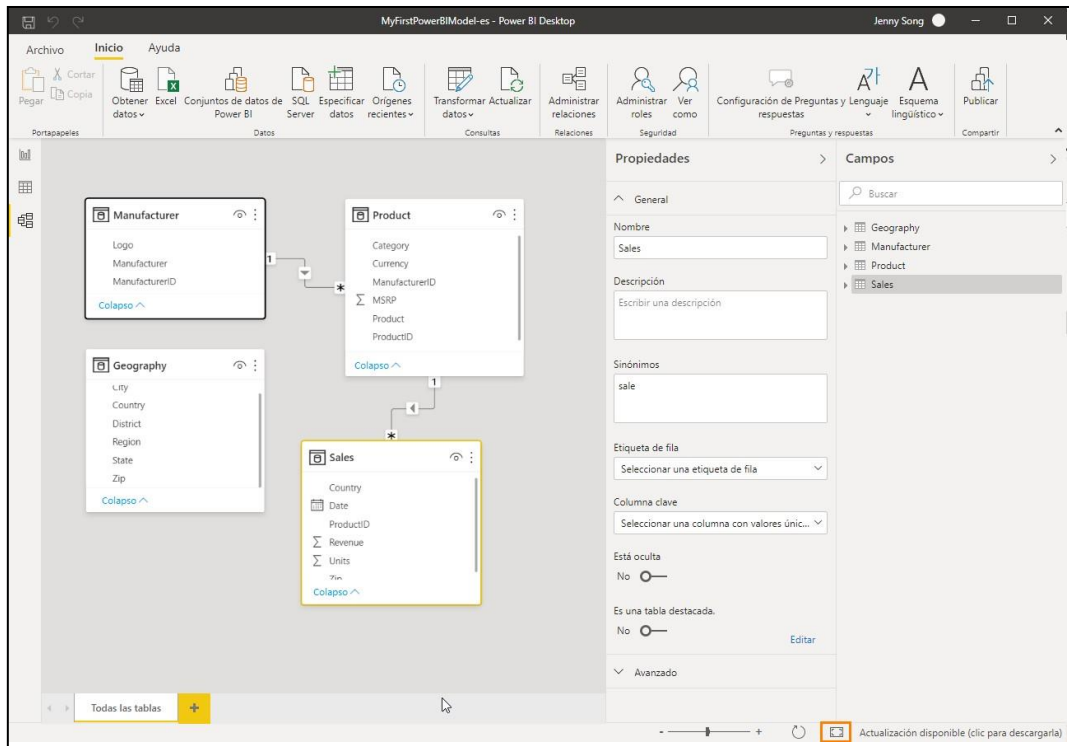 MyFirstPowerBIModel-es - Power BI Desktop
Jenny Song
Archivo Inicio Ayuda
Pegar
Cortar
Copia
Portapapeles
Obtener datos
Excel
Conjuntos de datos de Power BI
SQL Server
Especificar datos
Orígenes recientes
Datos
Transformar datos
Actualizar
Consultas
Administrar relaciones
Relaciones
Administrar roles
Ver como
Seguridad
Configuración de Preguntas y respuestas
Lenguaje
Esquema lingüístico
Preguntas y respuestas
Publicar
Compartir
Manufacturer
Logo
Manufacturer
ManufacturerID
Colapso
1
*
Product
Category
Currency
ManufacturerID
MSRP
Product
ProductID
Colapso
1
*
Geography
City
Country
District
Region
State
Zip
Colapso
Sales
Country
Date
ProductID
Revenue
Units
Zip
Colapso
Todas las tablas
+
Propiedades
General
Nombre
Sales
Descripción
Escribir una descripción
Sinónimos
sale
Etiqueta de fila
Seleccionar una etiqueta de fila
Columna clave
Seleccionar una columna con valores únic...
Está oculta
No
Es una tabla destacada.
No
Editar
Avanzado
Campos
Buscar
Geography
Manufacturer
Product
Sales
- +
Actualización disponible (clic para descargarla)